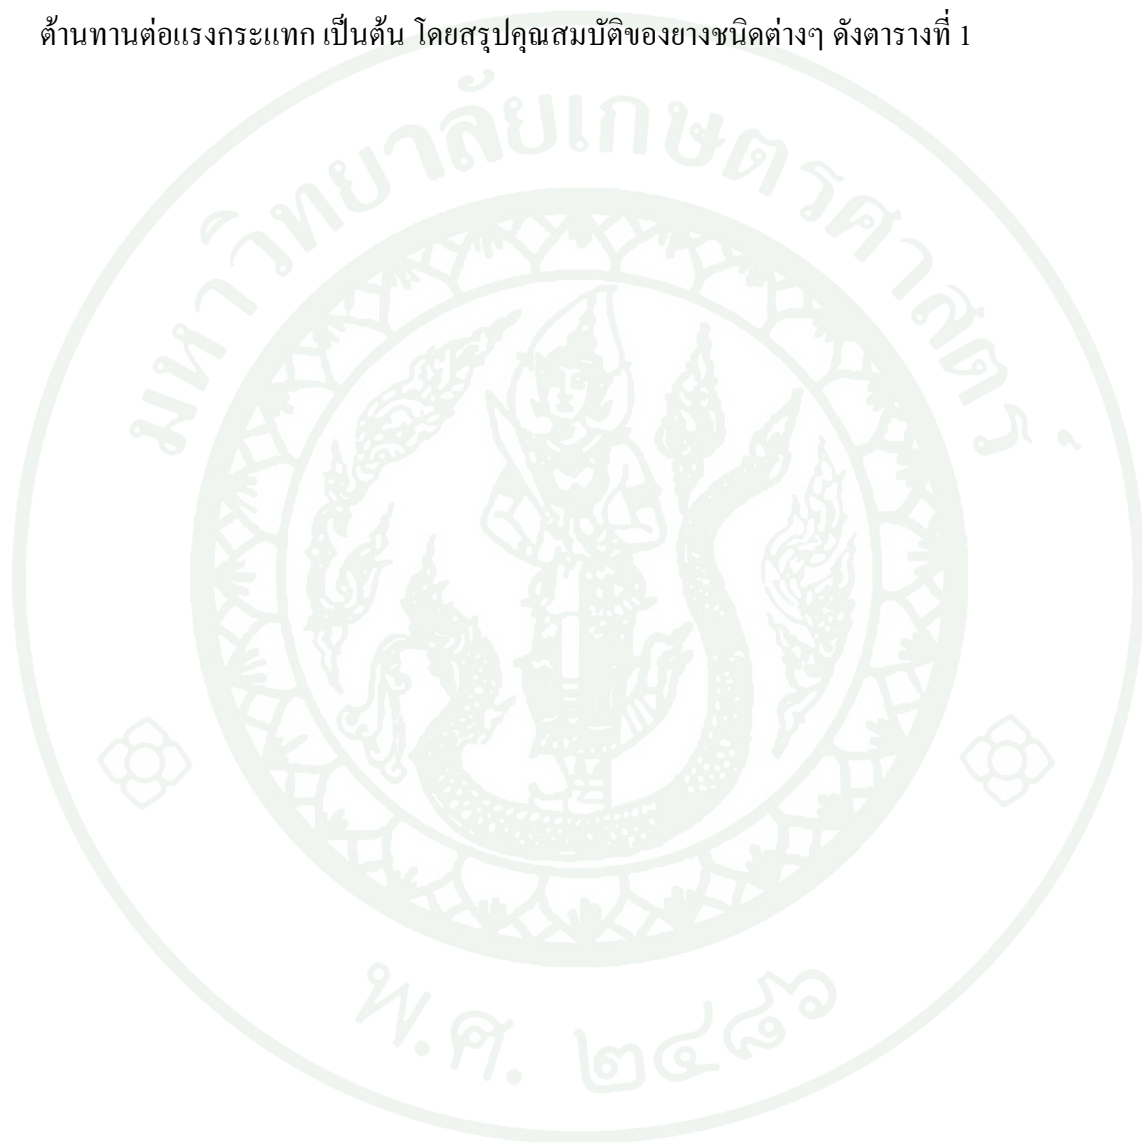 ต้านทานต่อแรงกระแทก เป็นต้น โดยสรุปคุณสมบัติของยางชนิดต่างๆ ดังตารางที่ 1
มหาวิทยาลัยเกษตรศาสตร์
พ.ศ. ๒๔๘๖